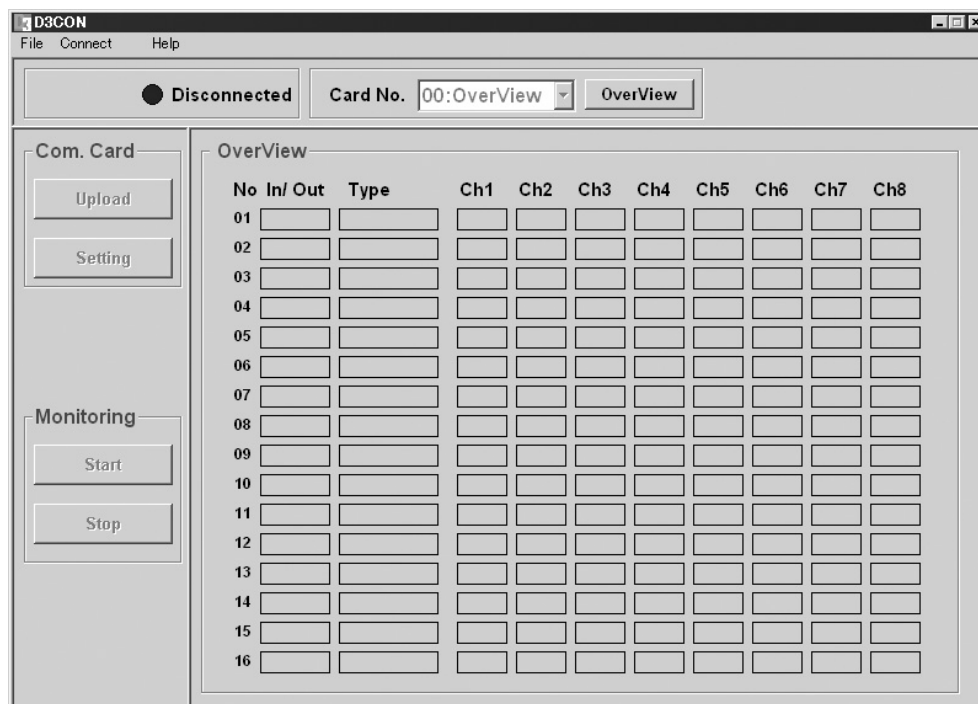 D3CON
File Connect Help
Disconnected Card No. 00:OverView OverView
Com. Card
Upload
Setting
Monitoring
Start
Stop
OverView
No In/ Out Type Ch1 Ch2 Ch3 Ch4 Ch5 Ch6 Ch7 Ch8
01
02
03
04
05
06
07
08
09
10
11
12
13
14
15
16